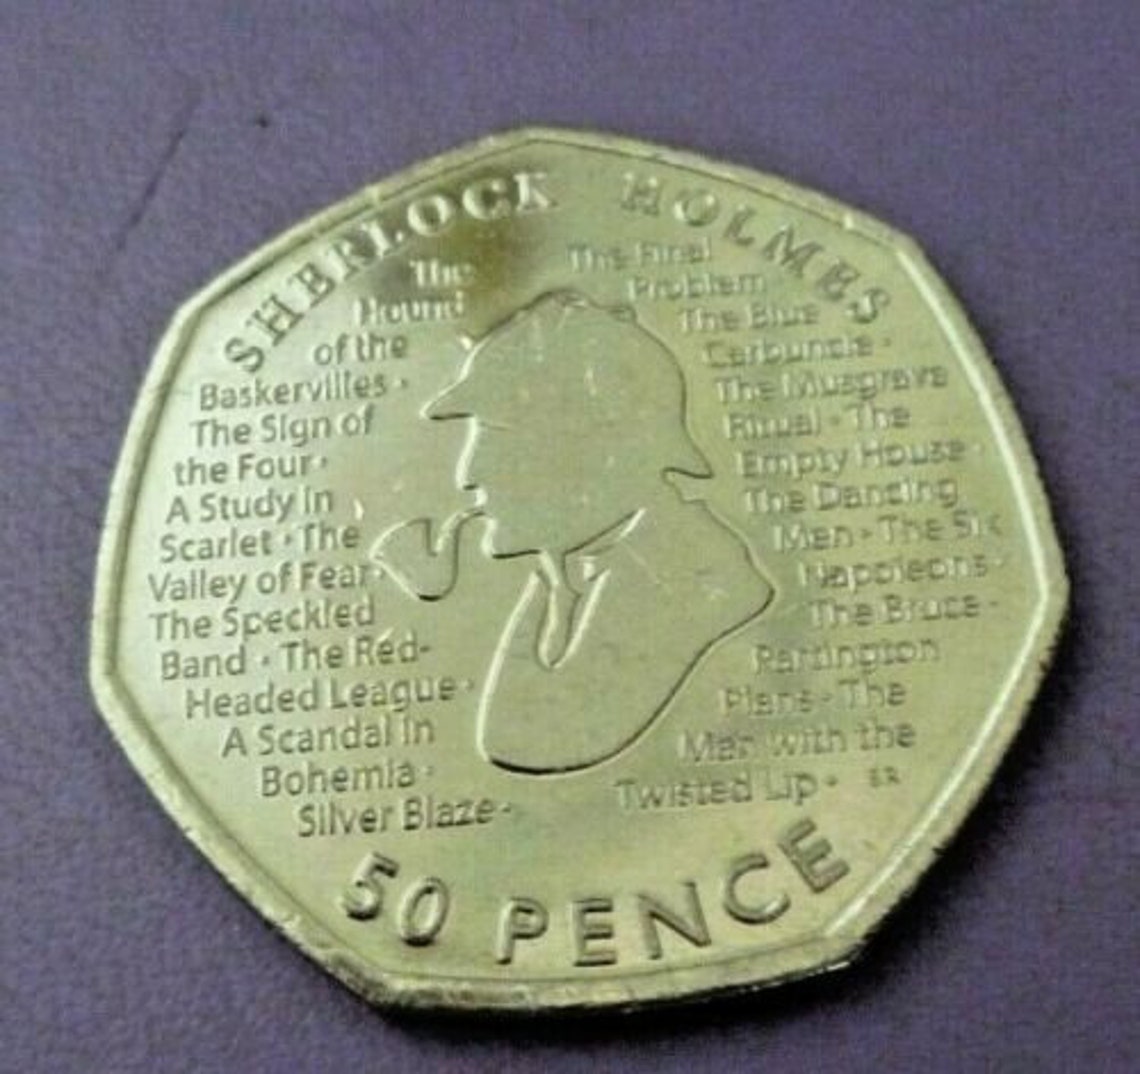 SHERLOCK HOLMES
The
Hound
of the
Baskervilles ·
The Sign of
the Four ·
A Study in
Scarlet · The
Valley of Fear ·
The Speckled
Band · The Red-
Headed League ·
A Scandal in
Bohemia ·
Silver Blaze ·
The Final
Problem
The Blue
Carbuncle ·
The Musgrave
Ritual · The
Empty House ·
The Dancing
Men · The Six
Napoleons ·
The Bruce-
Partington
Plans · The
Man with the
Twisted Lip ·
SR
50 PENCE